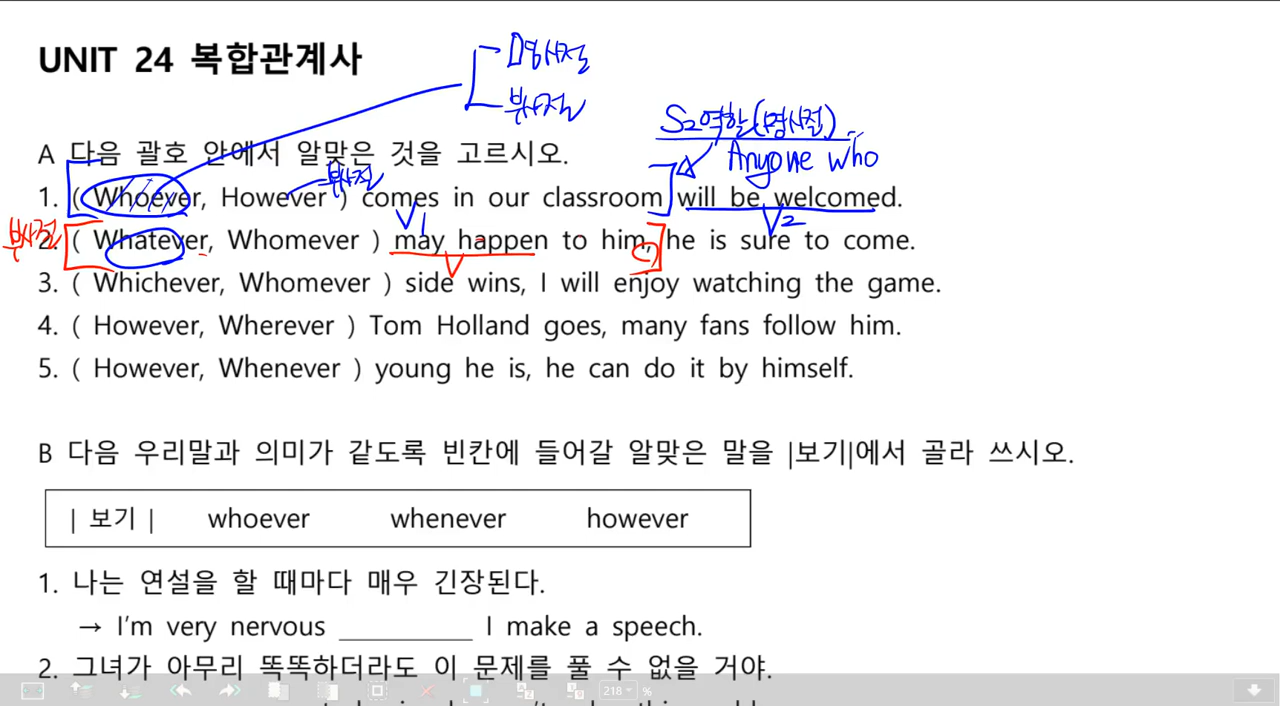 UNIT 24 복합관계사
명사절
부사절
S2역할(명사절)
A 다음 괄호 안에서 알맞은 것을 고르시오.
Anyone who
부사절
1. ( Whoever, However ) comes in our classroom will be welcomed.
V1
V2
부사절
( Whatever, Whomever ) may happen to him, he is sure to come.
V
3. ( Whichever, Whomever ) side wins, I will enjoy watching the game.
4. ( However, Wherever ) Tom Holland goes, many fans follow him.
5. ( However, Whenever ) young he is, he can do it by himself.
B 다음 우리말과 의미가 같도록 빈칸에 들어갈 알맞은 말을 |보기|에서 골라 쓰시오.
| 보기 | whoever whenever however
1. 나는 연설을 할 때마다 매우 긴장된다.
→ I'm very nervous __________ I make a speech.
2. 그녀가 아무리 똑똑하더라도 이 문제를 풀 수 없을 거야.
218 %